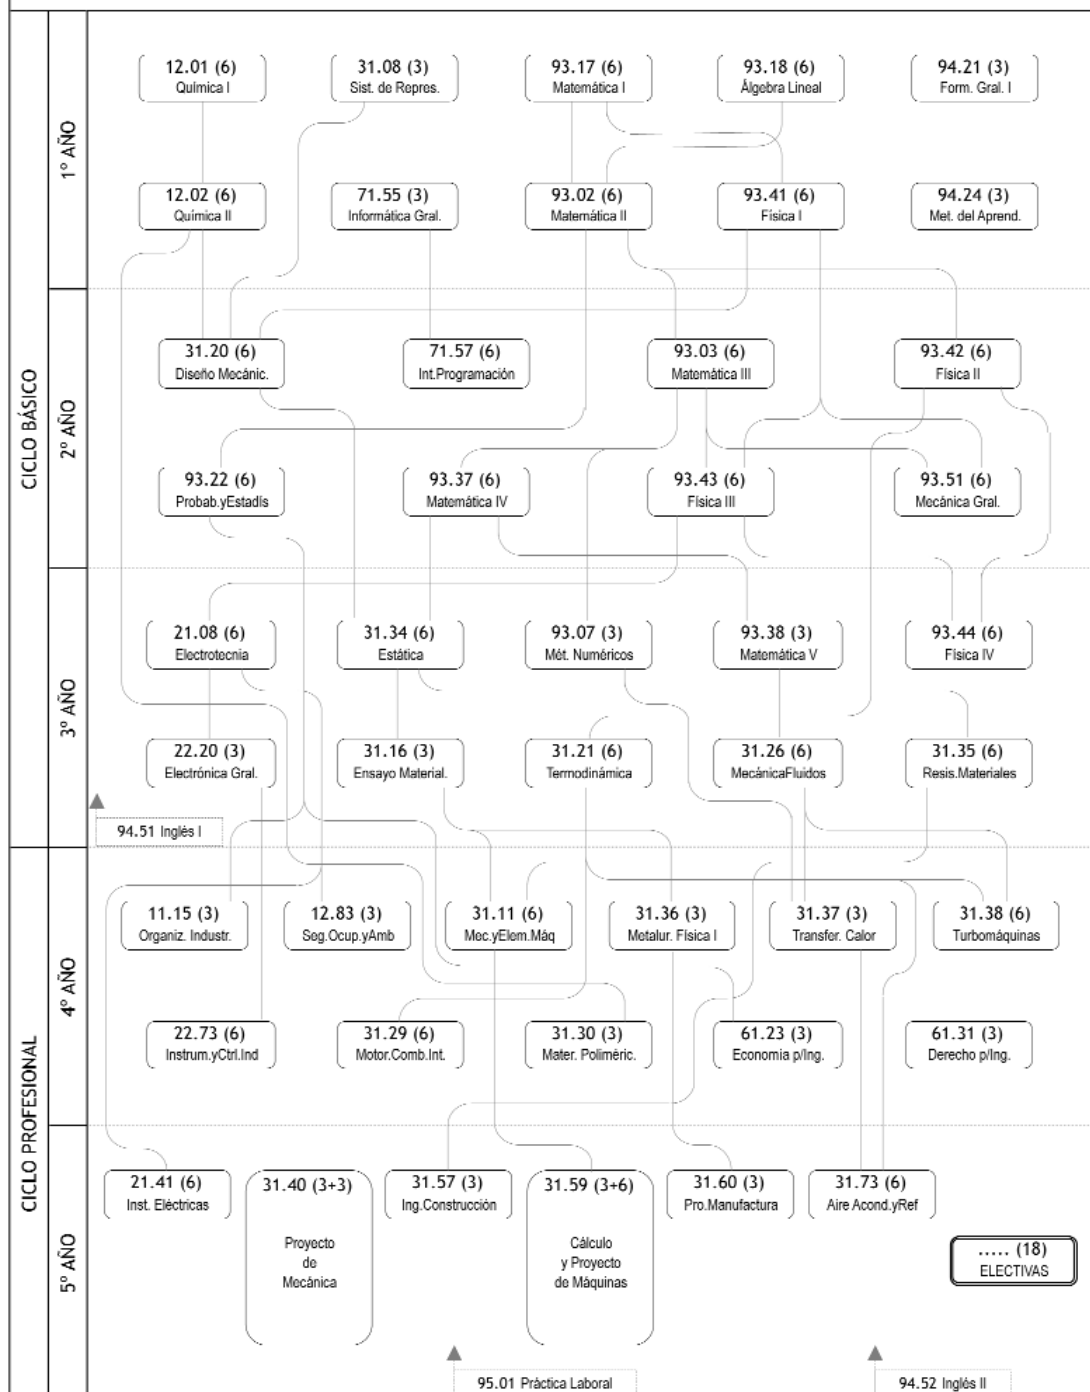 CICLO BÁSICO
1º AÑO
12.01 (6)
Química I
31.08 (3)
Sist. de Repres.
93.17 (6)
Matemática I
93.18 (6)
Álgebra Lineal
94.21 (3)
Form. Gral. I
12.02 (6)
Química II
71.55 (3)
Informática Gral.
93.02 (6)
Matemática II
93.41 (6)
Física I
94.24 (3)
Met. del Aprend.
2º AÑO
31.20 (6)
Diseño Mecánic.
71.57 (6)
Int.Programación
93.03 (6)
Matemática III
93.42 (6)
Física II
93.22 (6)
Probab.yEstadís
93.37 (6)
Matemática IV
93.43 (6)
Física III
93.51 (6)
Mecánica Gral.
3º AÑO
21.08 (6)
Electrotecnia
31.34 (6)
Estática
93.07 (3)
Mét. Numéricos
93.38 (3)
Matemática V
93.44 (6)
Física IV
22.20 (3)
Electrónica Gral.
31.16 (3)
Ensayo Material.
31.21 (6)
Termodinámica
31.26 (6)
MecánicaFluidos
31.35 (6)
Resis.Materiales
94.51 Inglés I
CICLO PROFESIONAL
4º AÑO
11.15 (3)
Organiz. Industr.
12.83 (3)
Seg.Ocup.yAmb
31.11 (6)
Mec.yElem.Máq
31.36 (3)
Metalur. Física I
31.37 (3)
Transfer. Calor
31.38 (6)
Turbomáquinas
22.73 (6)
Instrum.yCtrl.Ind
31.29 (6)
Motor.Comb.Int.
31.30 (3)
Mater. Poliméric.
61.23 (3)
Economía p/Ing.
61.31 (3)
Derecho p/Ing.
5º AÑO
21.41 (6)
Inst. Eléctricas
31.40 (3+3)
Proyecto
de
Mecánica
31.57 (3)
Ing.Construcción
31.59 (3+6)
Cálculo
y Proyecto
de Máquinas
31.60 (3)
Pro.Manufactura
31.73 (6)
Aire Acond.yRef
..... (18)
ELECTIVAS
95.01 Práctica Laboral
94.52 Inglés II